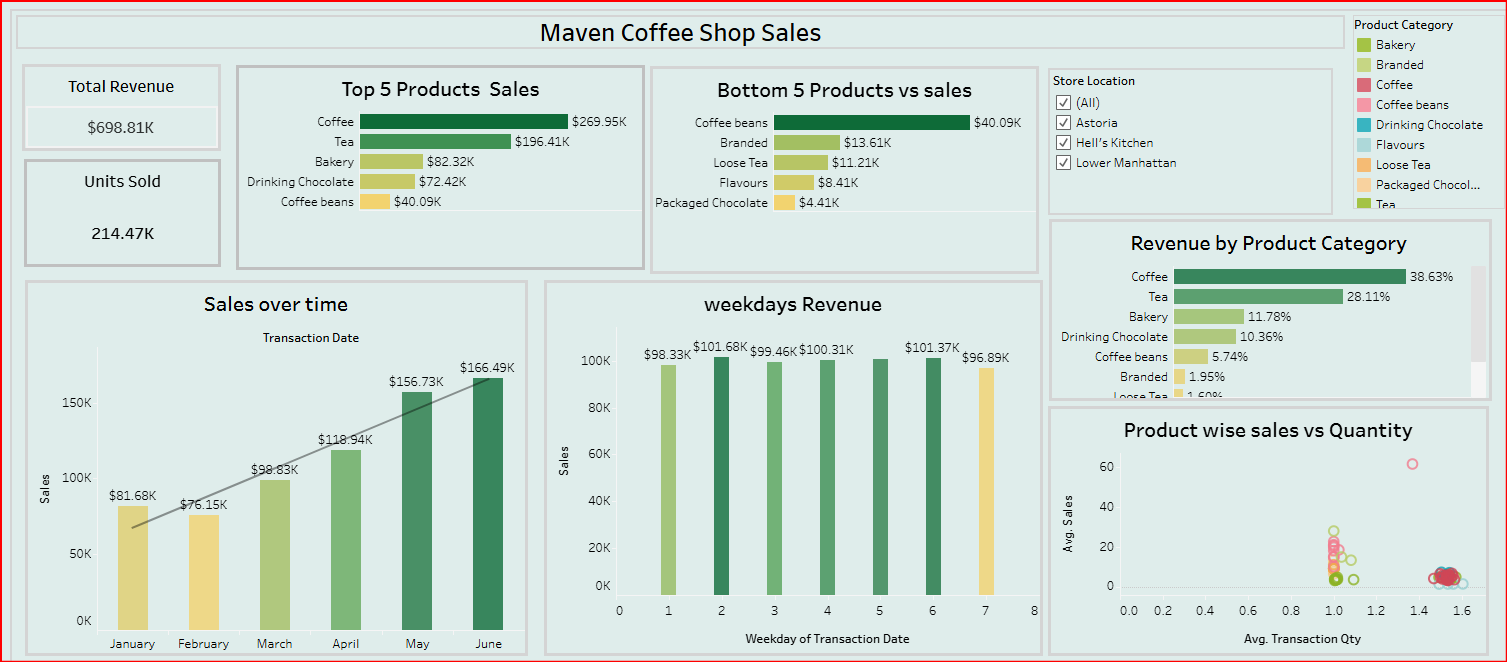 Maven Coffee Shop Sales
Product Category
Bakery
Branded
Coffee
Coffee beans
Drinking Chocolate
Flavours
Loose Tea
Packaged Chocol...
Tea
Total Revenue
$698.81K
Units Sold
214.47K
Top 5 Products  Sales
Coffee $269.95K
Tea $196.41K
Bakery $82.32K
Drinking Chocolate $72.42K
Coffee beans $40.09K
Bottom 5 Products vs sales
Coffee beans $40.09K
Branded $13.61K
Loose Tea $11.21K
Flavours $8.41K
Packaged Chocolate $4.41K
Store Location
(All)
Astoria
Hell's Kitchen
Lower Manhattan
Revenue by Product Category
Coffee 38.63%
Tea 28.11%
Bakery 11.78%
Drinking Chocolate 10.36%
Coffee beans 5.74%
Branded 1.95%
Loose Tea 1.60%
Sales over time
Transaction Date
Sales
150K
100K
50K
0K
$81.68K $76.15K $98.83K $118.94K $156.73K $166.49K
January February March April May June
weekdays Revenue
Sales
100K
80K
60K
40K
20K
0K
$98.33K $101.68K $99.46K $100.31K $101.37K $96.89K
0 1 2 3 4 5 6 7 8
Weekday of Transaction Date
Product wise sales vs Quantity
Avg. Sales
60
40
20
0
0.0 0.2 0.4 0.6 0.8 1.0 1.2 1.4 1.6
Avg. Transaction Qty